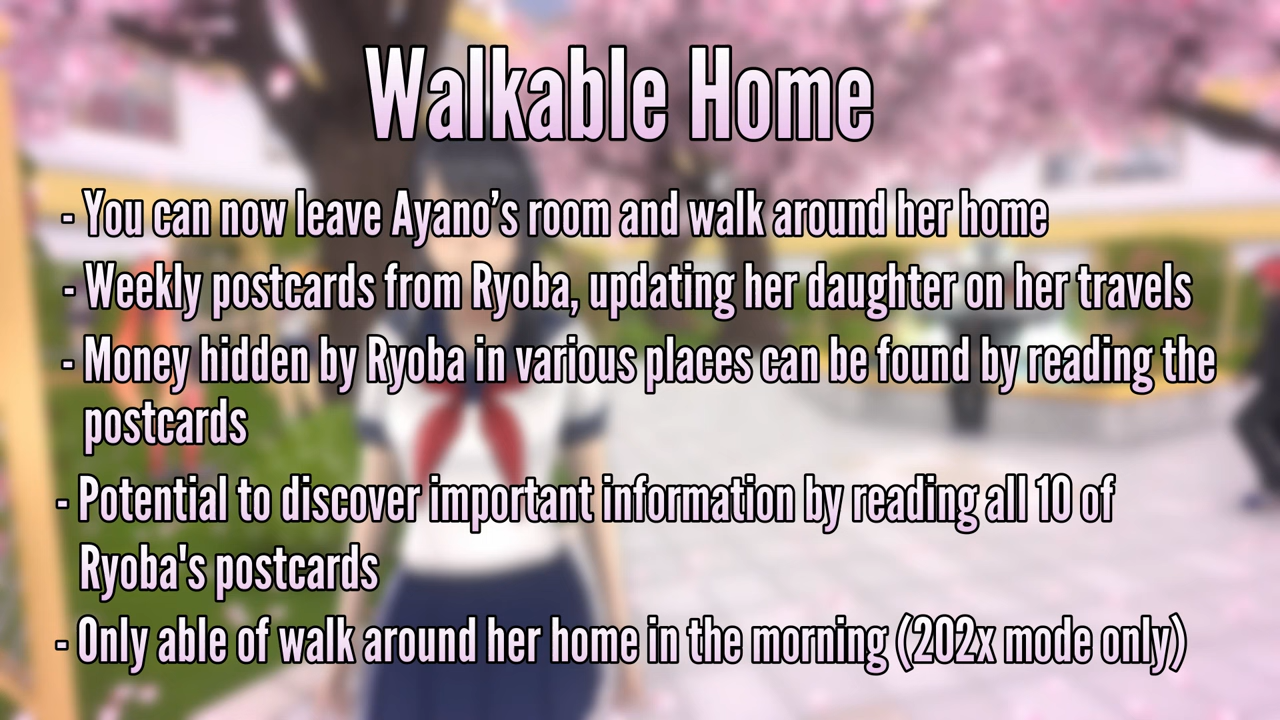 Walkable Home
- You can now leave Ayano’s room and walk around her home
- Weekly postcards from Ryoba, updating her daughter on her travels
- Money hidden by Ryoba in various places can be found by reading the
postcards
- Potential to discover important information by reading all 10 of
Ryoba's postcards
- Only able of walk around her home in the morning (202x mode only)